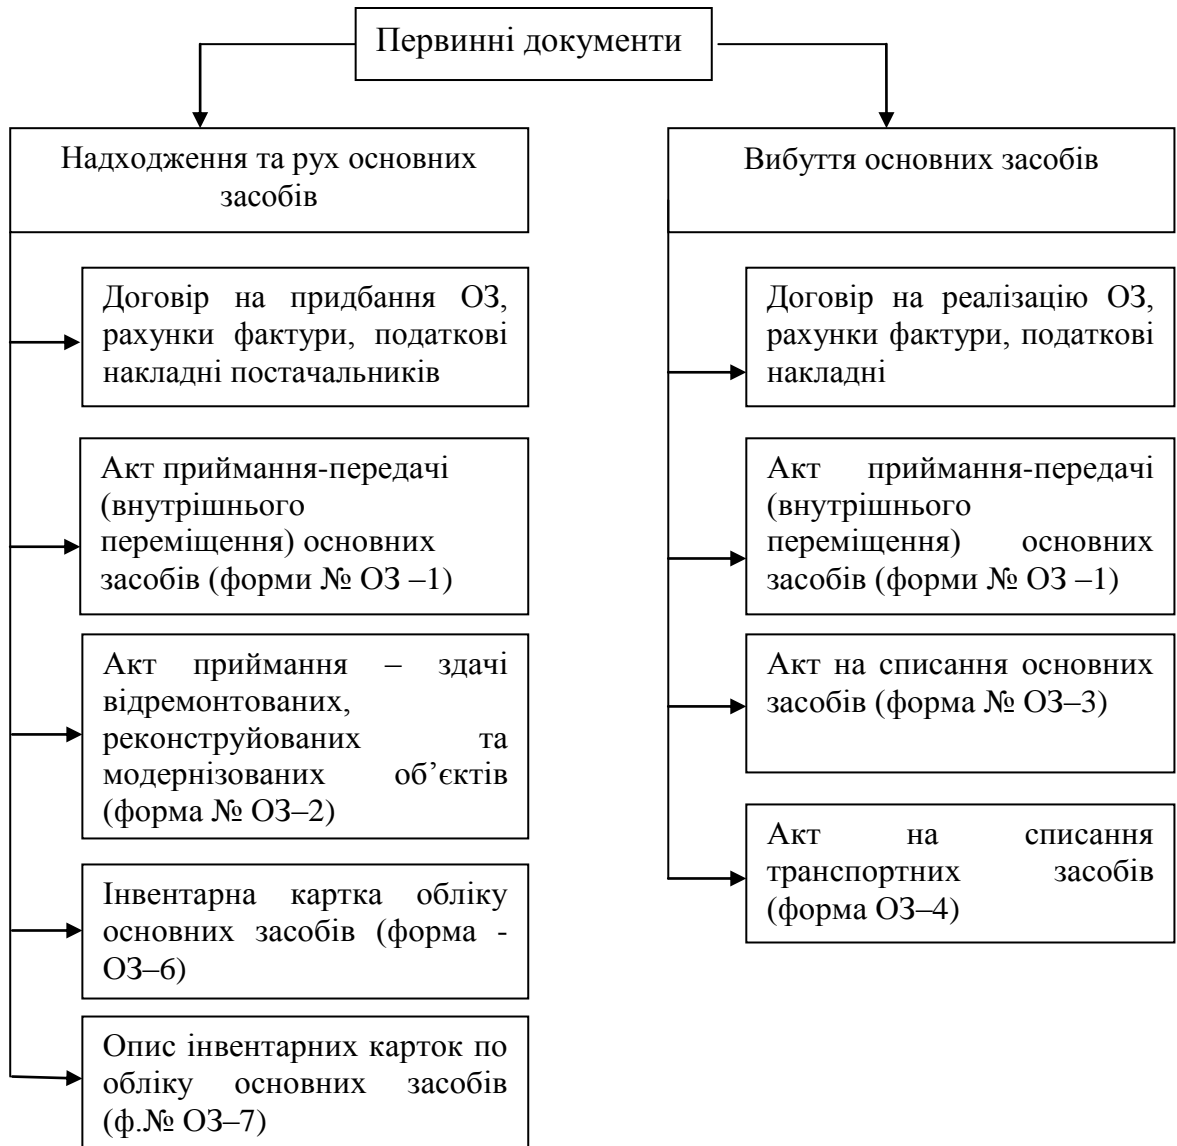 Первинні документи
Надходження та рух основних
засобів
Договір на придбання ОЗ,
рахунки фактури, податкові
накладні постачальників
Акт приймання-передачі
(внутрішнього
переміщення) основних
засобів (форми № ОЗ –1)
Акт приймання – здачі
відремонтованих,
реконструйованих та
модернізованих об’єктів
(форма № ОЗ–2)
Інвентарна картка обліку
основних засобів (форма -
ОЗ–6)
Опис інвентарних карток по
обліку основних засобів
(ф.№ ОЗ–7)
Вибуття основних засобів
Договір на реалізацію ОЗ,
рахунки фактури, податкові
накладні
Акт приймання-передачі
(внутрішнього
переміщення) основних
засобів (форми № ОЗ –1)
Акт на списання основних
засобів (форма № ОЗ–3)
Акт на списання
транспортних засобів
(форма ОЗ–4)